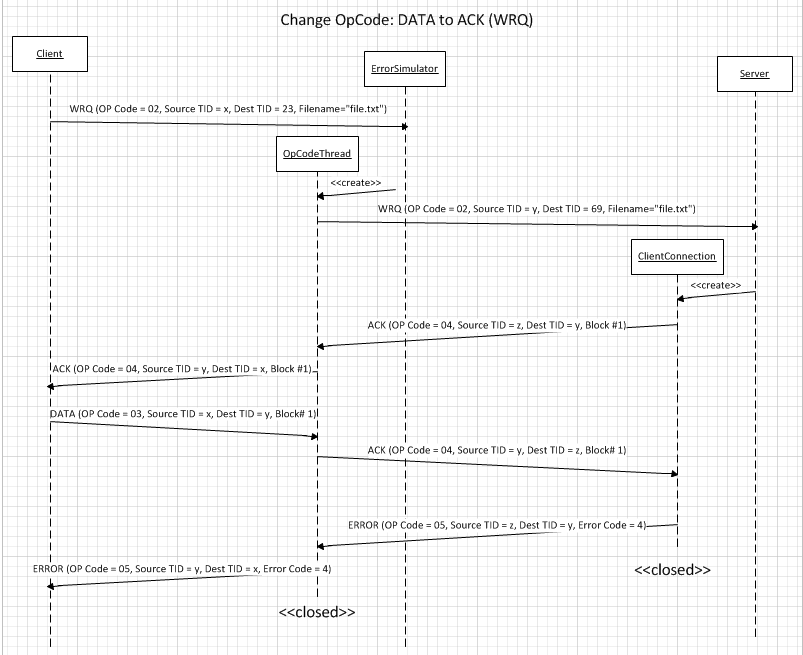 Change OpCode: DATA to ACK (WRQ)
Client
ErrorSimulator
Server
WRQ (OP Code = 02, Source TID = x, Dest TID = 23, Filename="file.txt")
OpCodeThread
<<create>>
WRQ (OP Code = 02, Source TID = y, Dest TID = 69, Filename="file.txt")
ClientConnection
<<create>>
ACK (OP Code = 04, Source TID = z, Dest TID = y, Block #1)
ACK (OP Code = 04, Source TID = y, Dest TID = x, Block #1)
DATA (OP Code = 03, Source TID = x, Dest TID = y, Block# 1)
ACK (OP Code = 04, Source TID = y, Dest TID = z, Block# 1)
ERROR (OP Code = 05, Source TID = z, Dest TID = y, Error Code = 4)
ERROR (OP Code = 05, Source TID = y, Dest TID = x, Error Code = 4)
<<closed>>
<<closed>>